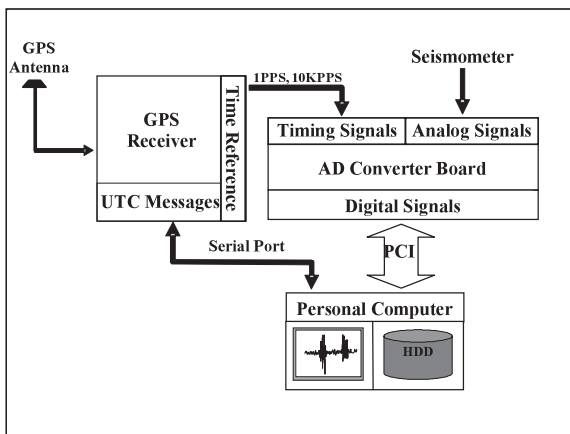 GPS
Antenna
GPS
Receiver
Time Reference
UTC Messages
1PPS, 10KPPS
Seismometer
Timing Signals
Analog Signals
AD Converter Board
Digital Signals
Serial Port
PCI
Personal Computer
HDD